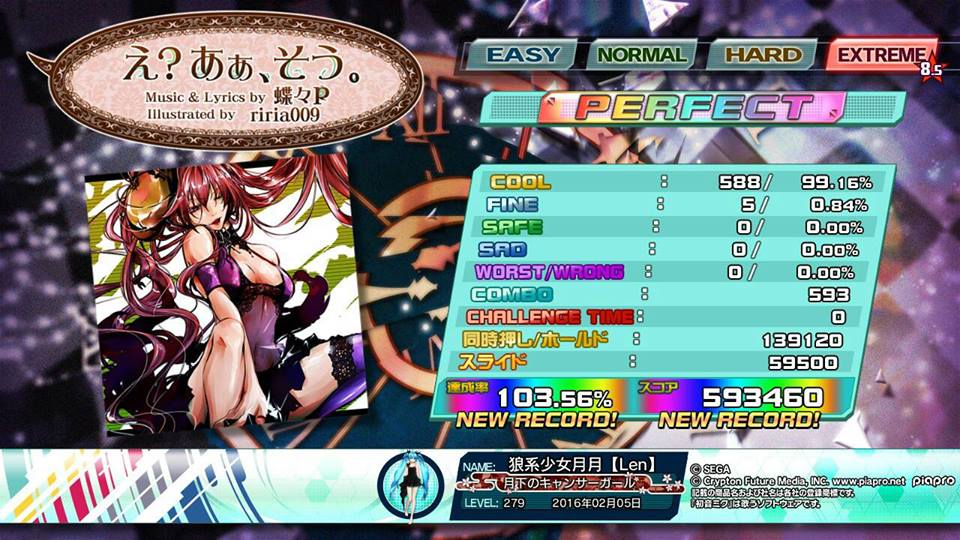 え?あぁ、そう。
Music & Lyrics by 蝶々P
Illustrated by riria009
EASY NORMAL HARD EXTREME 8.5
PERFECT
COOL : 588/ 99.16%
FINE : 5/ 0.84%
SAFE : 0/ 0.00%
SAD : 0/ 0.00%
WORST/WRONG : 0/ 0.00%
COMBO : 593
CHALLENGE TIME : 0
同時押し/ホールド : 139120
スライド : 59500
達成率 103.56% スコア 593460
NEW RECORD! NEW RECORD!
NAME: 狼系少女月月【Len】
月下のキャンサーガール
LEVEL: 279 2016年02月05日
© SEGA
© Crypton Future Media, INC. www.piapro.net piapro
記載の商品名および社名は各社の登録商標です。
「初音ミク」は歌うソフトウェアです。